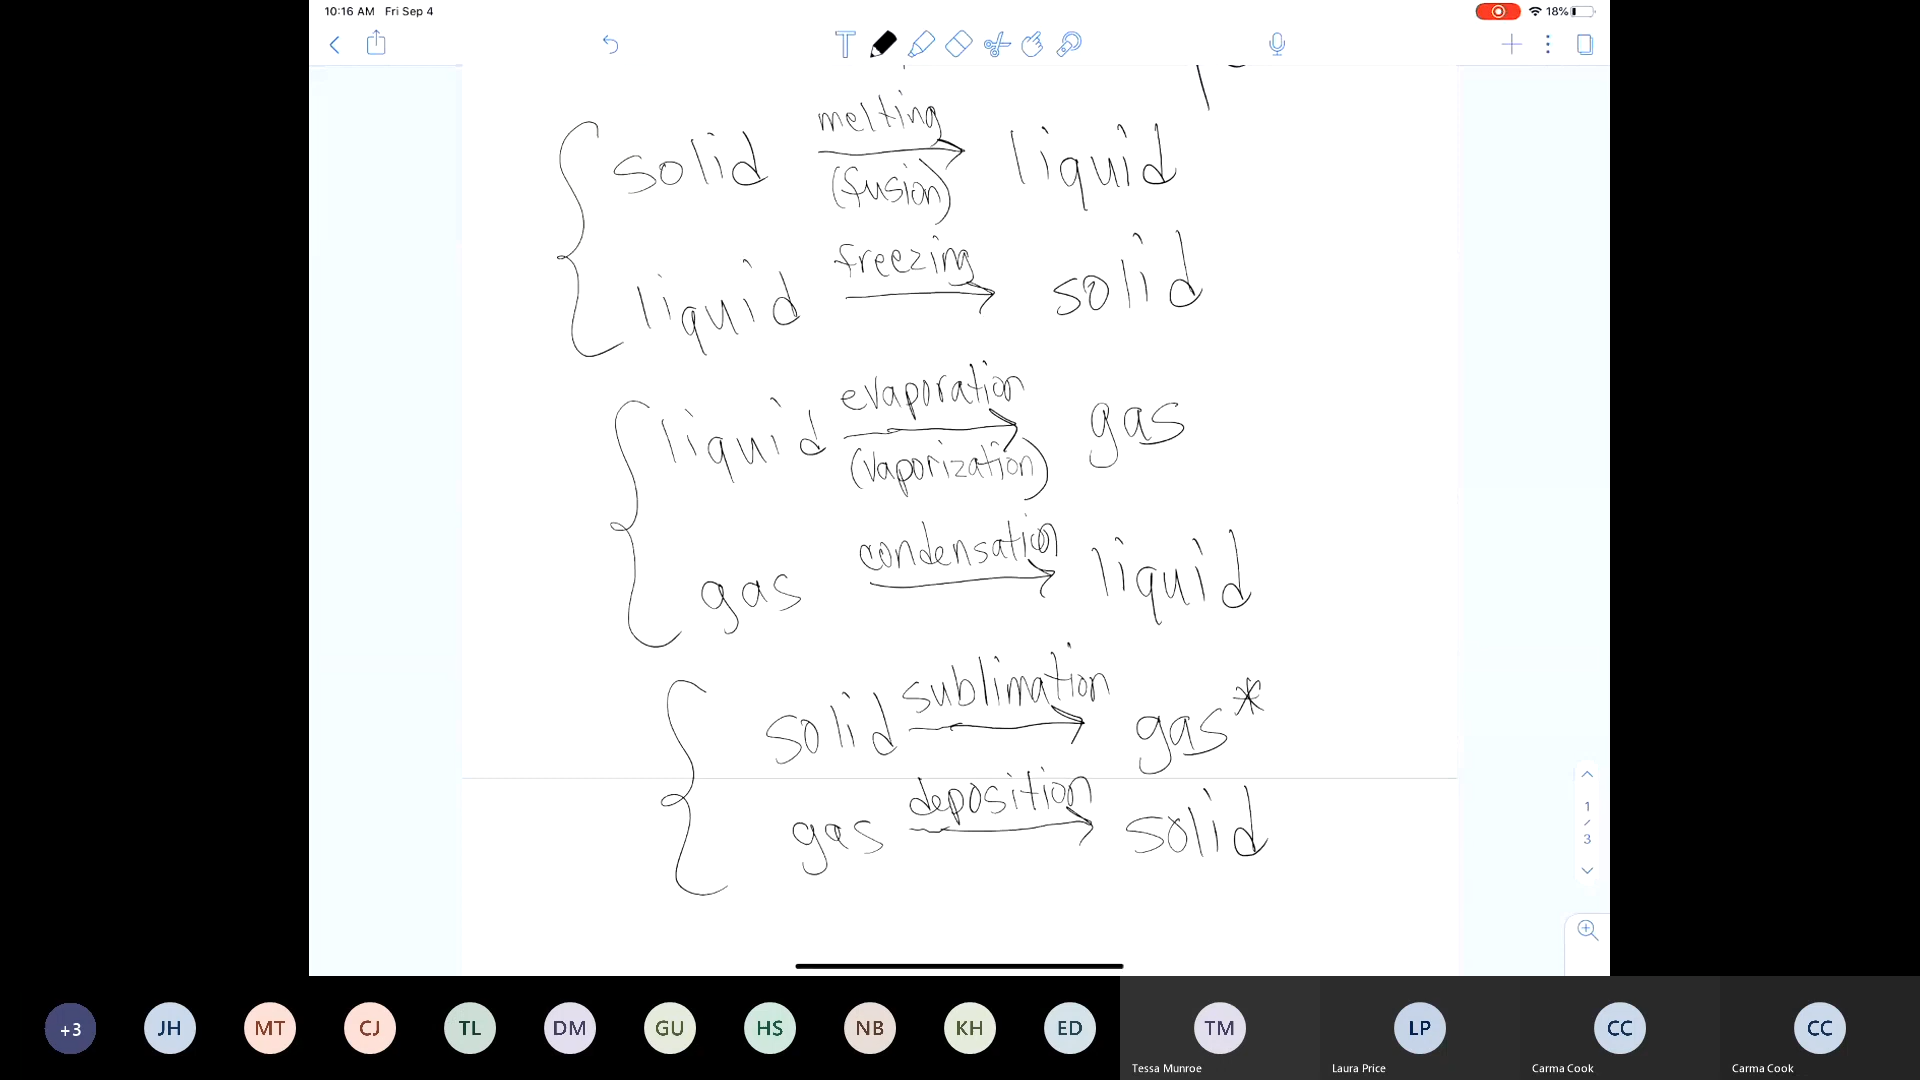 10:16 AM Fri Sep 4
18%
T
solid melting (fusion) liquid
liquid freezing solid
liquid evaporation (vaporization) gas
gas condensation liquid
solid sublimation gas*
gas deposition solid
1
/
3
+3 JH MT CJ TL DM GU HS NB KH ED TM LP CC CC
Tessa Munroe Laura Price Carma Cook Carma Cook